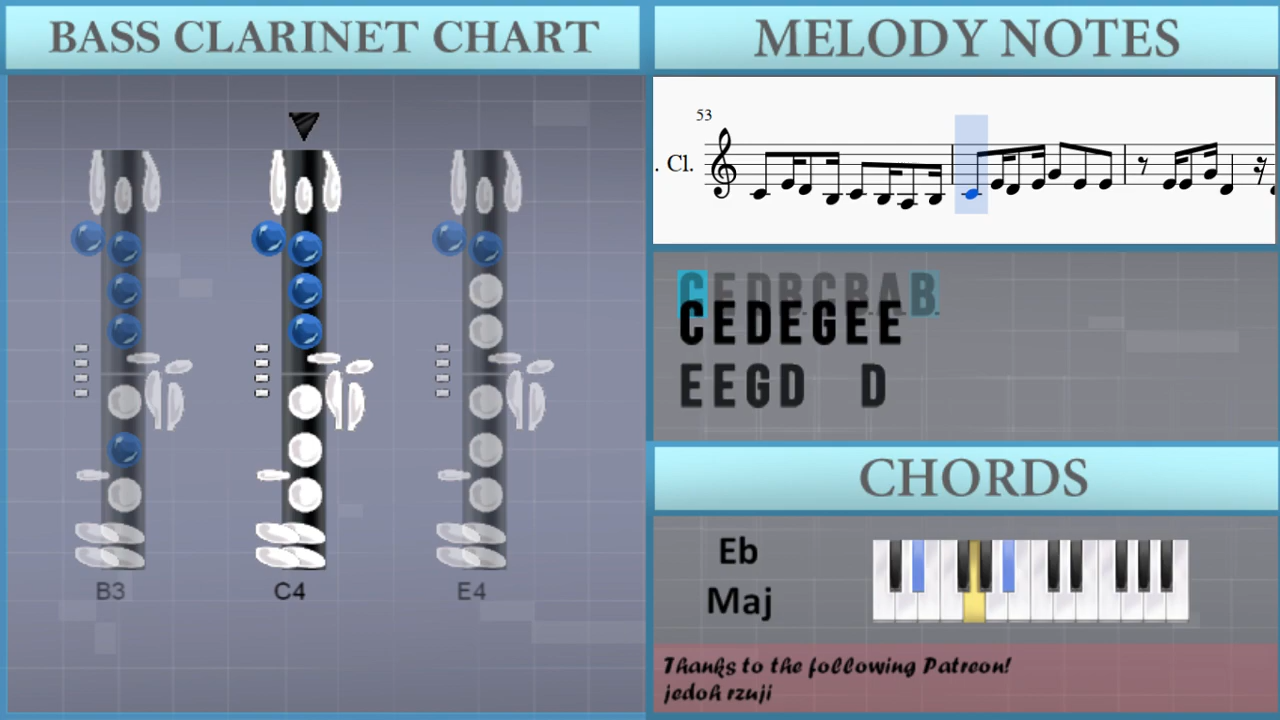 BASS CLARINET CHART
B3
C4
E4
MELODY NOTES
53
. Cl.
CEDBCBAB
CEDEGEE
EEGD D
CHORDS
Eb
Maj
Thanks to the following Patreon!
jedoh rzuji